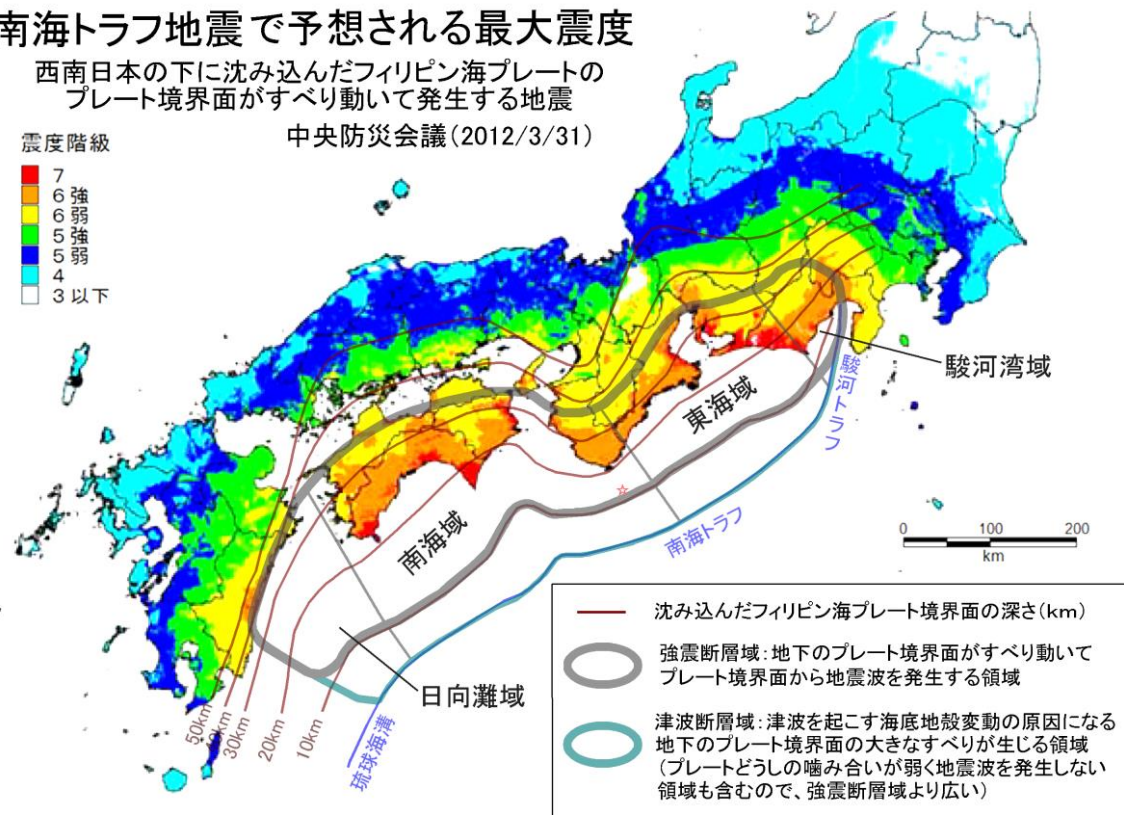 南海トラフ地震で予想される最大震度
西南日本の下に沈み込んだフィリピン海プレートの
プレート境界面がすべり動いて発生する地震
中央防災会議(2012/3/31)
震度階級
7
6強
6弱
5強
5弱
4
3以下
駿河湾域
駿河トラフ
東海域
南海トラフ
南海域
日向灘域
琉球海溝
50km
30km
20km
10km
0 100 200
km
沈み込んだフィリピン海プレート境界面の深さ(km)
強震断層域:地下のプレート境界面がすべり動いて
プレート境界面から地震波を発生する領域
津波断層域:津波を起こす海底地殻変動の原因になる
地下のプレート境界面の大きなすべりが生じる領域
(プレートどうしの噛み合いが弱く地震波を発生しない
領域も含むので、強震断層域より広い)